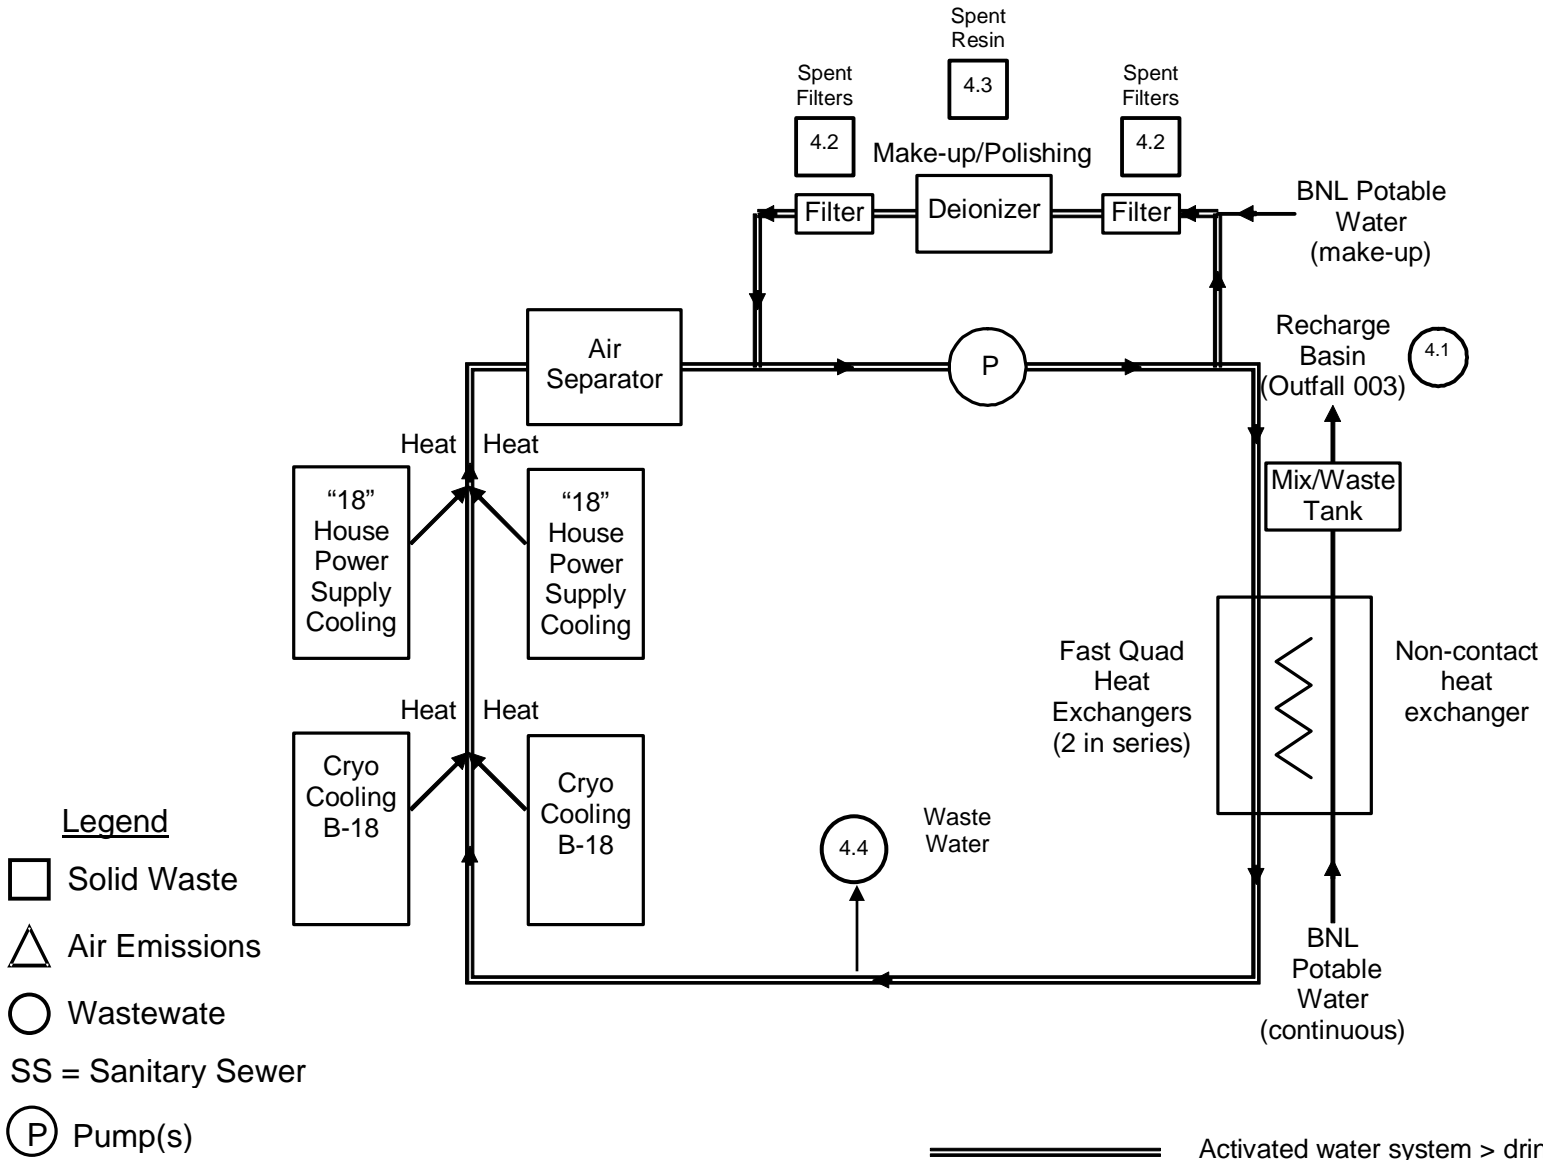 Spent
Resin
4.3
Spent
Filters
4.2
Spent
Filters
4.2
Make-up/Polishing
Filter
Deionizer
Filter
BNL Potable
Water
(make-up)
Air
Separator
P
Recharge
Basin
(Outfall 003)
4.1
Mix/Waste
Tank
Heat
Heat
“18”
House
Power
Supply
Cooling
“18”
House
Power
Supply
Cooling
Fast Quad
Heat
Exchangers
(2 in series)
Non-contact
heat
exchanger
Heat
Heat
Cryo
Cooling
B-18
Cryo
Cooling
B-18
4.4
Waste
Water
BNL
Potable
Water
(continuous)
Legend
Solid Waste
Air Emissions
Wastewate
SS = Sanitary Sewer
P
Pump(s)
Activated water system > drin